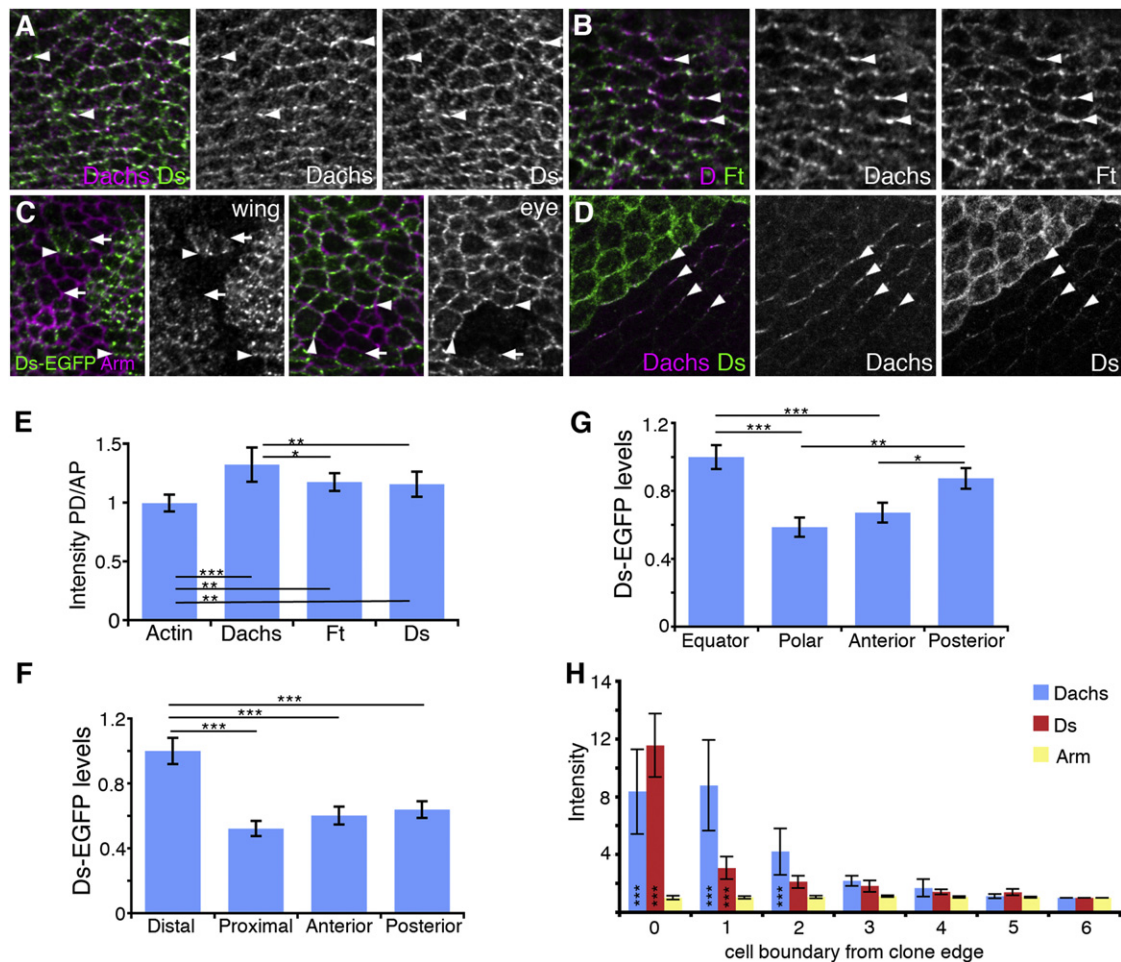 A
B
Dachs Ds
Dachs
Ds
D Ft
Dachs
Ft
C
wing
eye
D
Ds-EGFP Arm
Dachs Ds
Dachs
Ds
E
Intensity PD/AP
1.5
1
0.5
0
**
*
***
**
**
Actin Dachs Ft Ds
G
Ds-EGFP levels
1.2
0.8
0.4
0
***
***
**
*
Equator Polar Anterior Posterior
F
Ds-EGFP levels
1.2
0.8
0.4
0
***
***
***
Distal Proximal Anterior Posterior
H
Intensity
14
12
8
4
Dachs
Ds
Arm
*** *** *** *** ***
0 1 2 3 4 5 6
cell boundary from clone edge